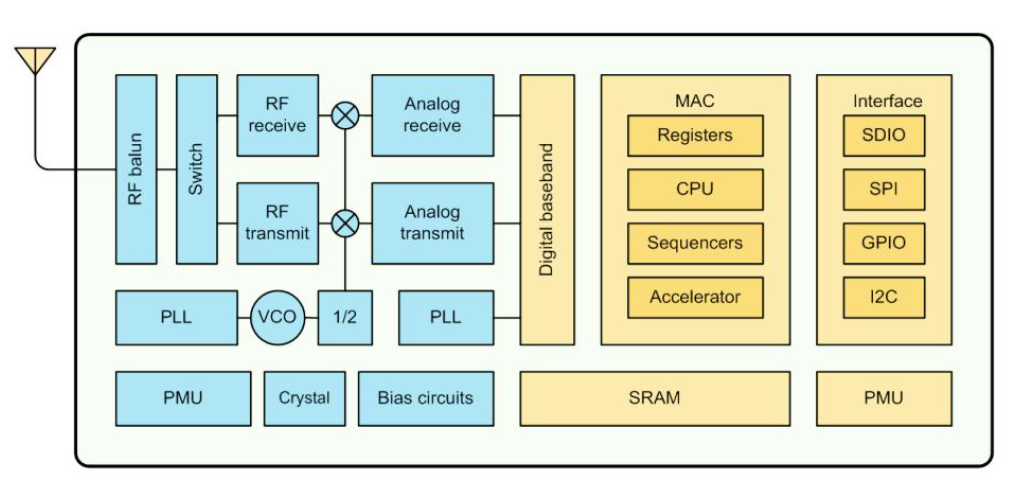 RF balun
Switch
RF
receive
Analog
receive
RF
transmit
Analog
transmit
PLL
VCO
1/2
PLL
Digital baseband
MAC
Registers
CPU
Sequencers
Accelerator
Interface
SDIO
SPI
GPIO
I2C
PMU
Crystal
Bias circuits
SRAM
PMU